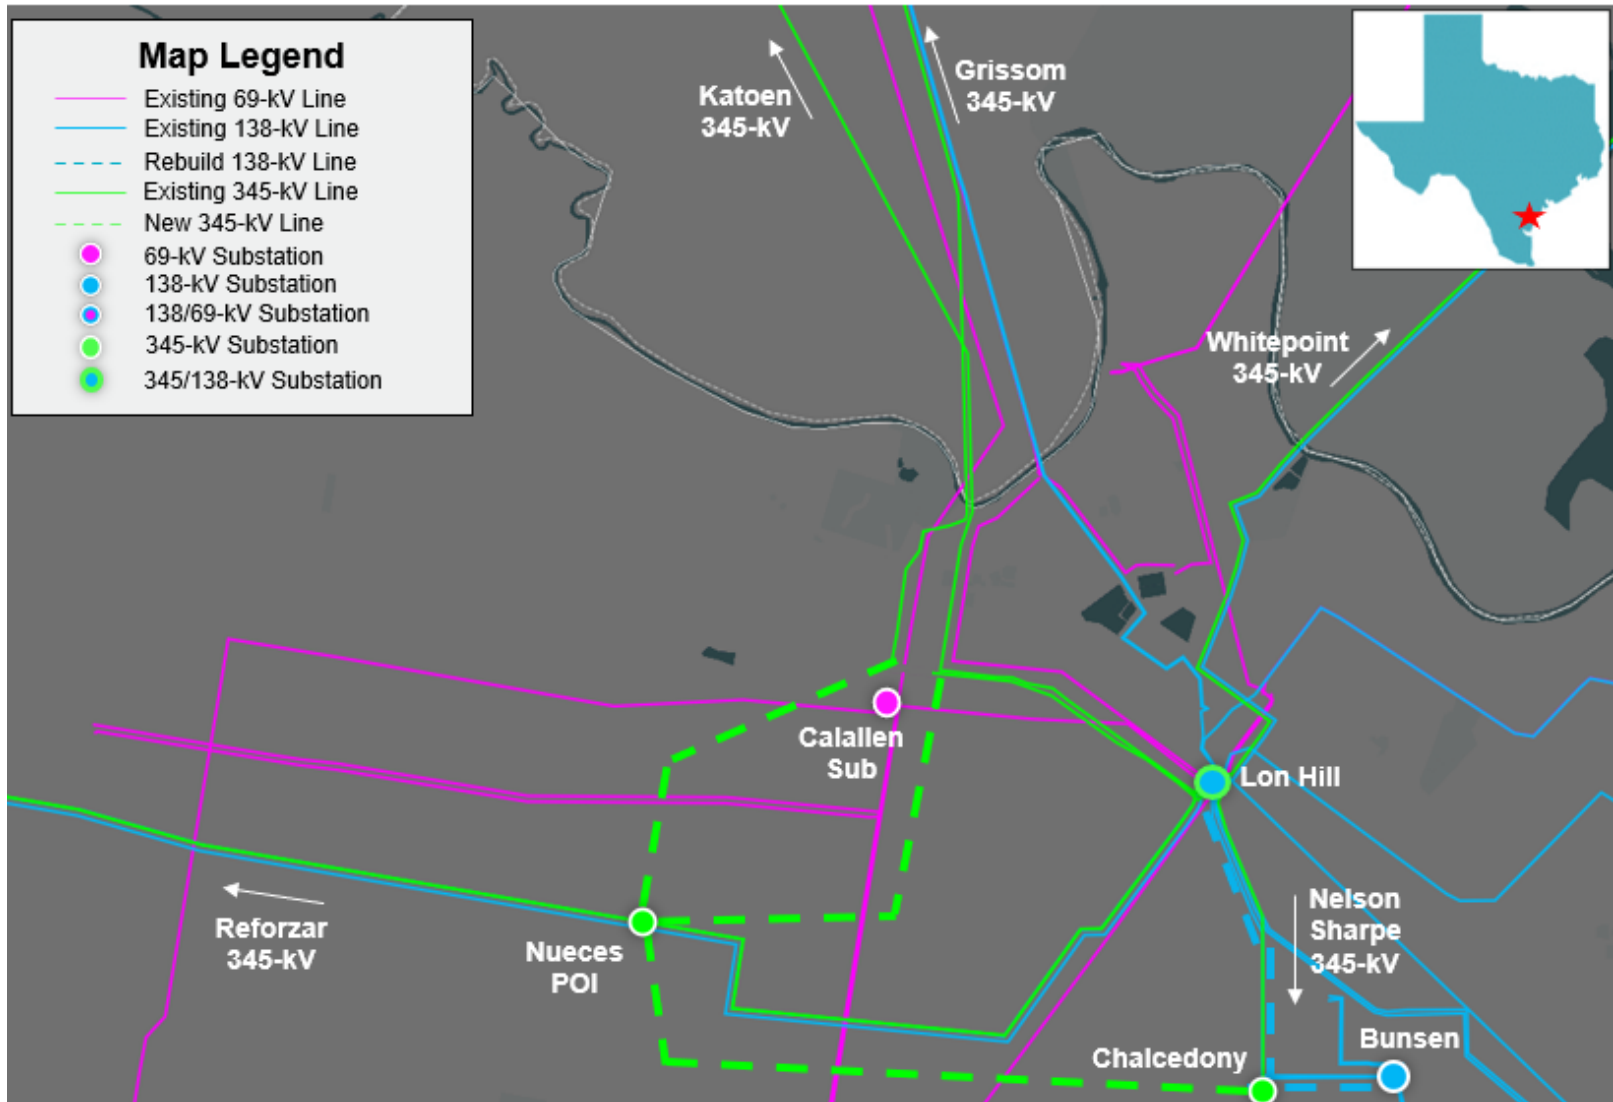 Map Legend
Existing 69-kV Line
Existing 138-kV Line
Rebuild 138-kV Line
Existing 345-kV Line
New 345-kV Line
69-kV Substation
138-kV Substation
138/69-kV Substation
345-kV Substation
345/138-kV Substation
Katoen
345-kV
Grissom
345-kV
Whitepoint
345-kV
Calallen
Sub
Lon Hill
Reforzar
345-kV
Nueces
POI
Nelson
Sharpe
345-kV
Chalcedony
Bunsen